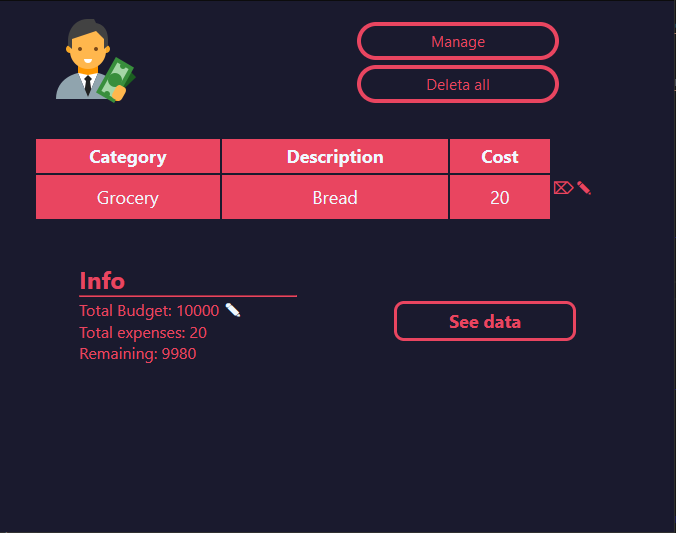 Manage
Deleta all
Category Description Cost
Grocery Bread 20
Info
Total Budget: 10000
Total expenses: 20
Remaining: 9980
See data